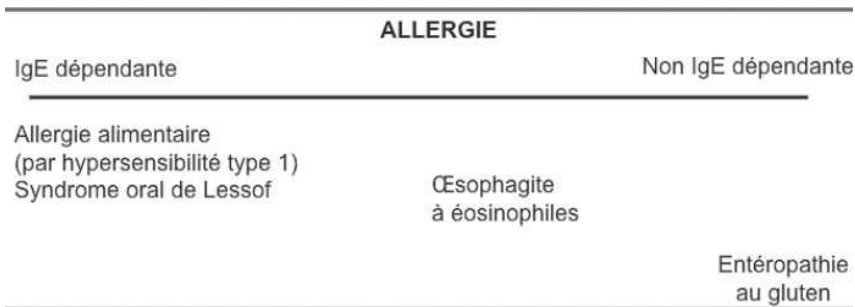 ALLERGIE
IgE dépendante
Non IgE dépendante
Allergie alimentaire
(par hypersensibilité type 1)
Syndrome oral de Lessof
Œsophagite
à éosinophiles
Entéropathie
au gluten